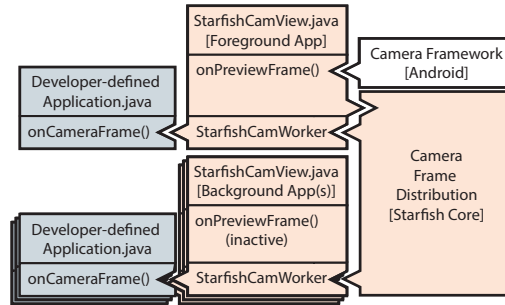 StarfishCamView.java
[Foreground App]
onPreviewFrame()
Camera Framework
[Android]
Developer-defined
Application.java
onCameraFrame()
StarfishCamWorker
StarfishCamView.java
[Background App(s)]
onPreviewFrame()
(inactive)
Camera
Frame
Distribution
[Starfish Core]
Developer-defined
Application.java
onCameraFrame()
StarfishCamWorker